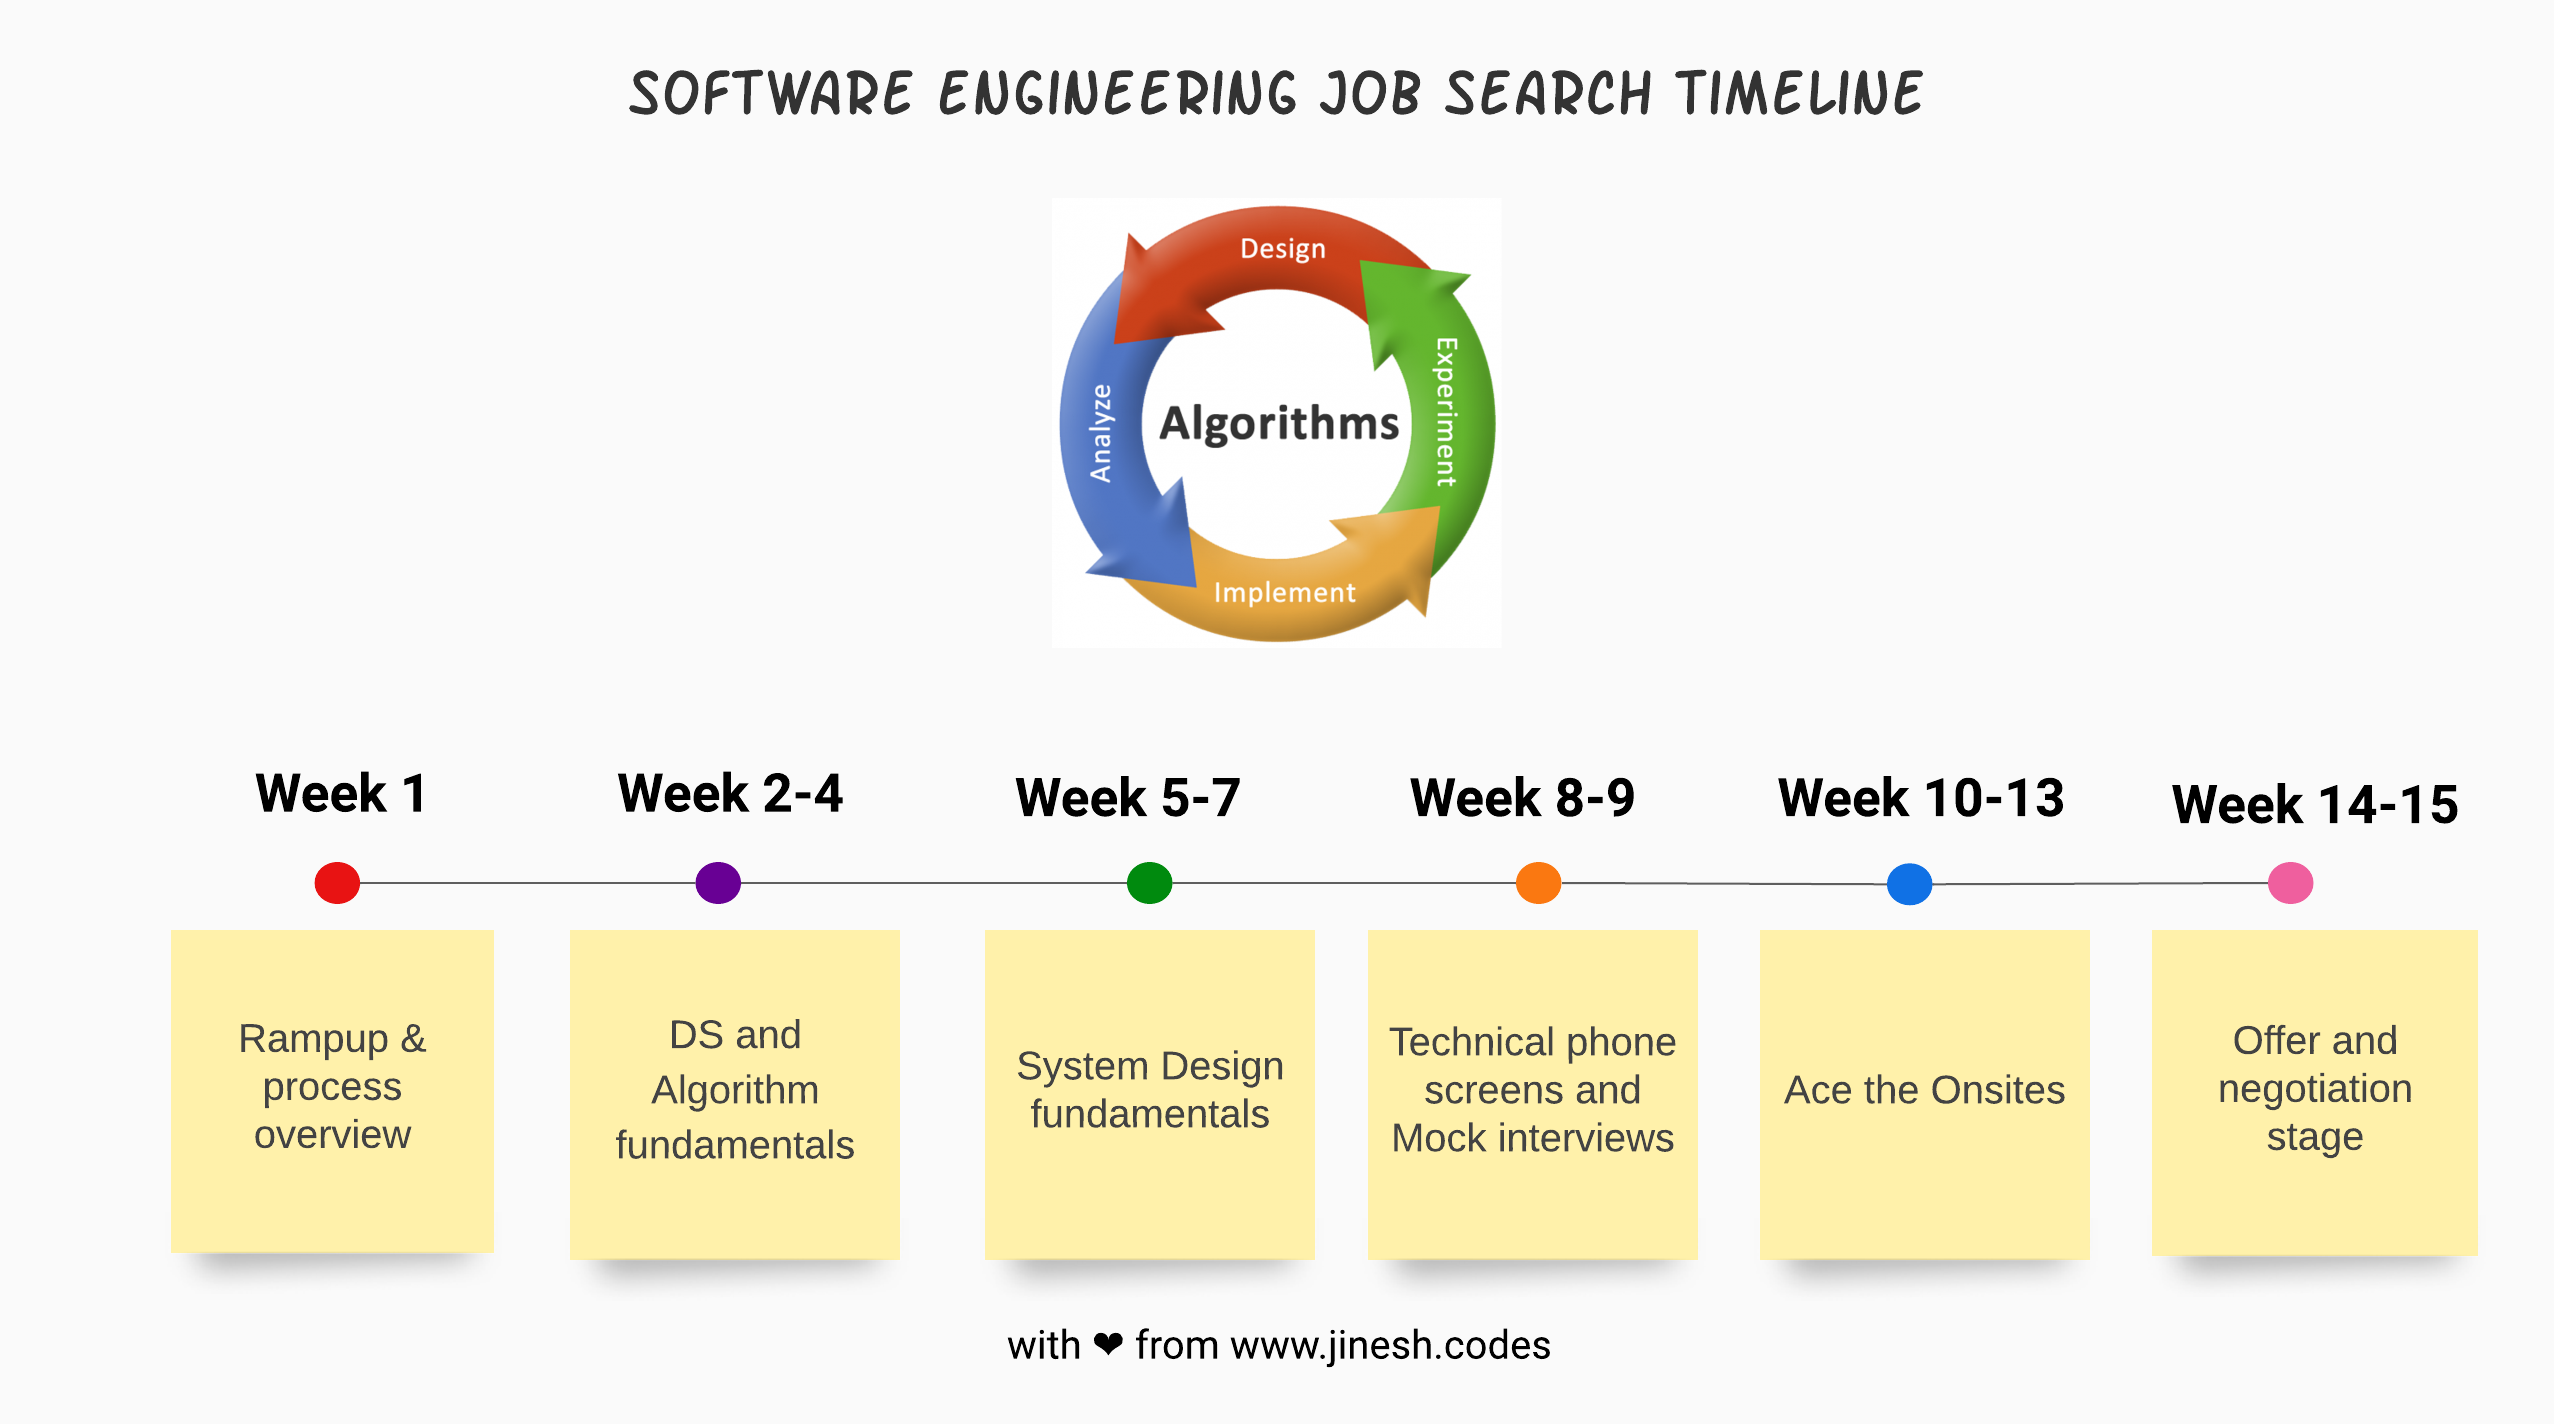 SOFTWARE ENGINEERING JOB SEARCH TIMELINE
Design
Experiment
Analyze
Algorithms
Implement
Week 1
Week 2-4
Week 5-7
Week 8-9
Week 10-13
Week 14-15
Rampup &
process
overview
DS and
Algorithm
fundamentals
System Design
fundamentals
Technical phone
screens and
Mock interviews
Ace the Onsites
Offer and
negotiation
stage
with ❤ from www.jinesh.codes